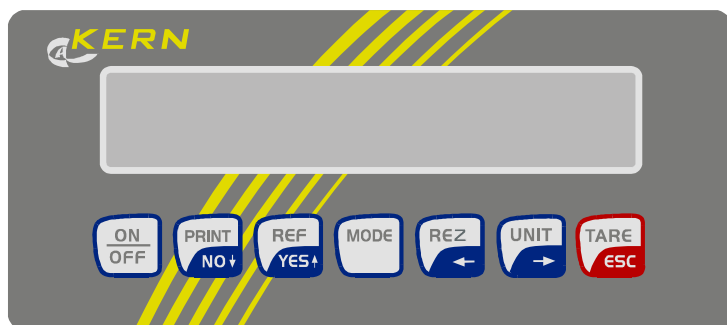 KERN
ON
OFF
PRINT
NO↓
REF
YES↑
MODE
REZ
←
UNIT
→
TARE
ESC